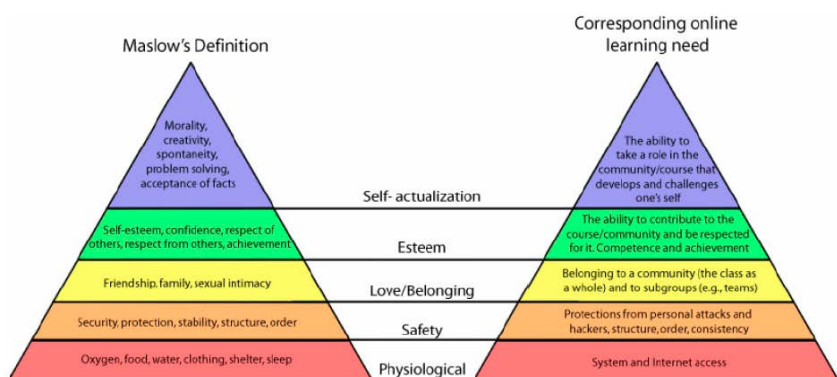 Maslow's Definition
Corresponding online
learning need
Morality,
creativity,
spontaneity,
problem solving,
acceptance of facts
The ability to
take a role in the
community/course that
develops and challenges
one's self
Self- actualization
Self-esteem, confidence, respect of
others, respect from others, achievement
The ability to contribute to the
course/community and be respected
for it. Competence and achievement
Esteem
Friendship, family, sexual intimacy
Belonging to a community (the class as
a whole) and to subgroups (e.g., teams)
Love/Belonging
Security, protection, stability, structure, order
Protections from personal attacks and
hackers, structure, order, consistency
Safety
Oxygen, food, water, clothing, shelter, sleep
System and Internet access
Physiological